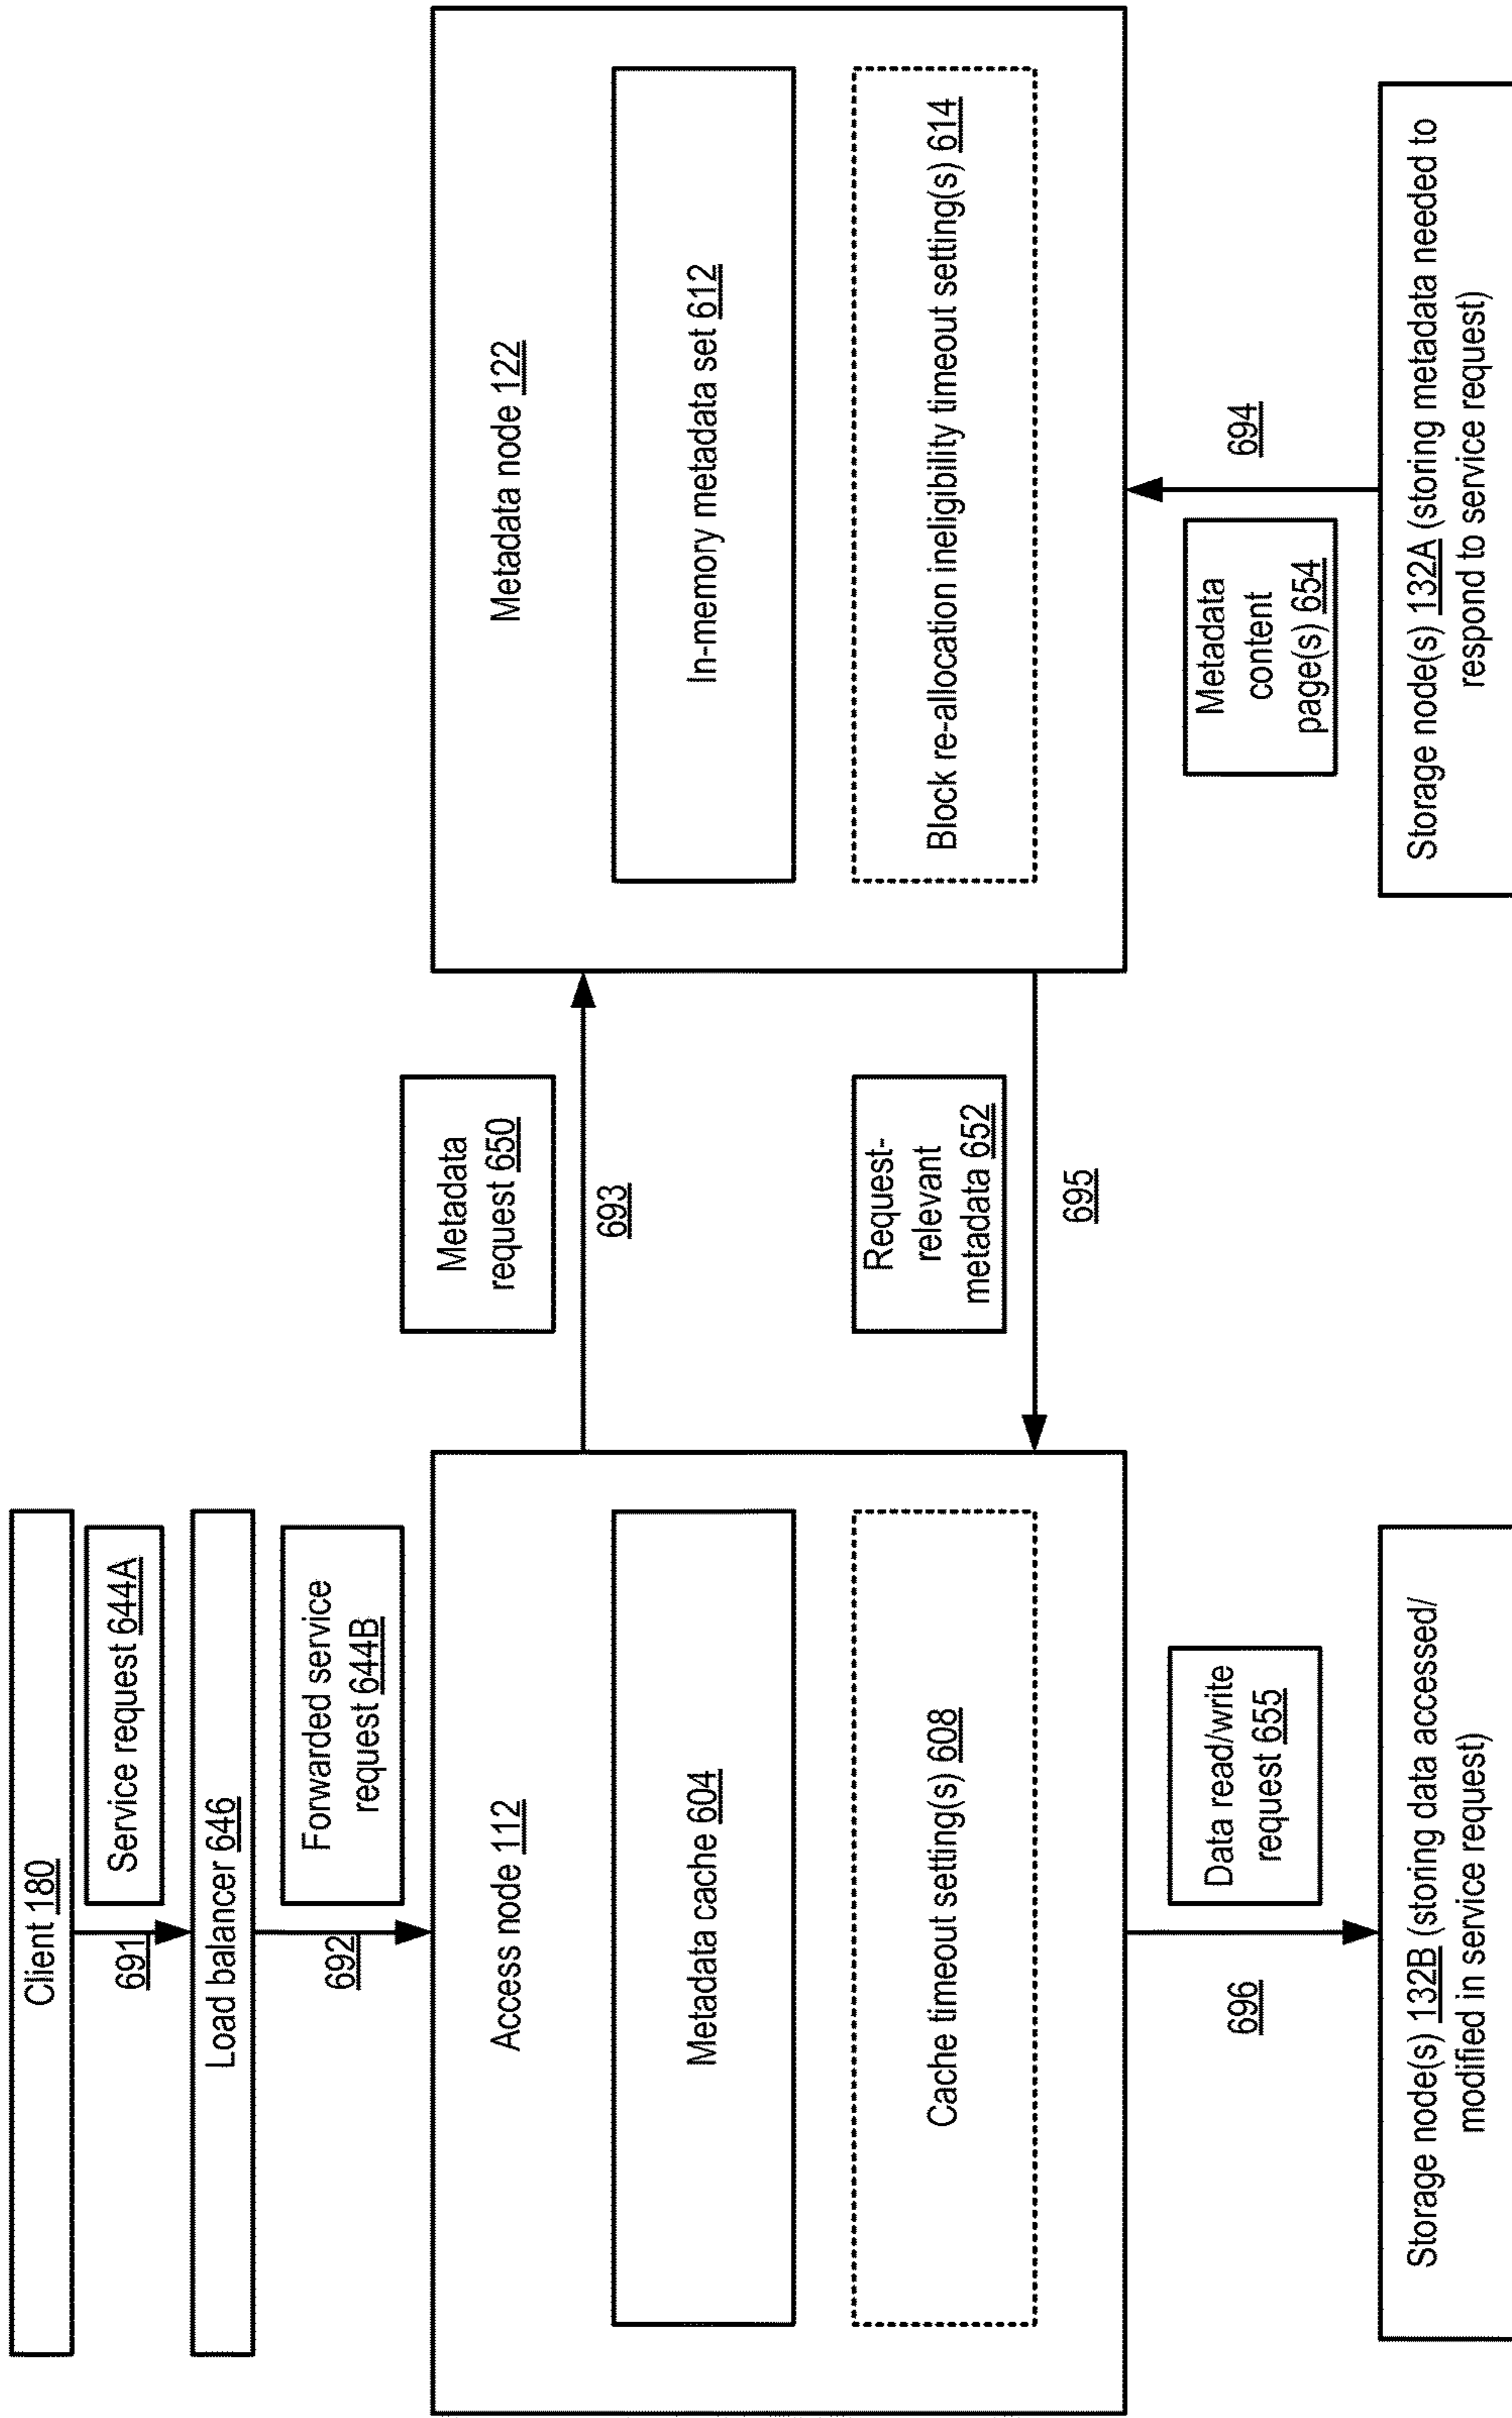 Client 180
Service request 644A
691
Load balancer 646
Forwarded service
request 644B
692
Access node 112
Metadata cache 604
Cache timeout setting(s) 608
Metadata
request 650
693
Request-
relevant
metadata 652
695
Metadata node 122
In-memory metadata set 612
Block re-allocation ineligibility timeout setting(s) 614
Data read/write
request 655
696
Storage node(s) 132B (storing data accessed/
modified in service request)
Metadata
content
page(s) 654
694
Storage node(s) 132A (storing metadata needed to
respond to service request)